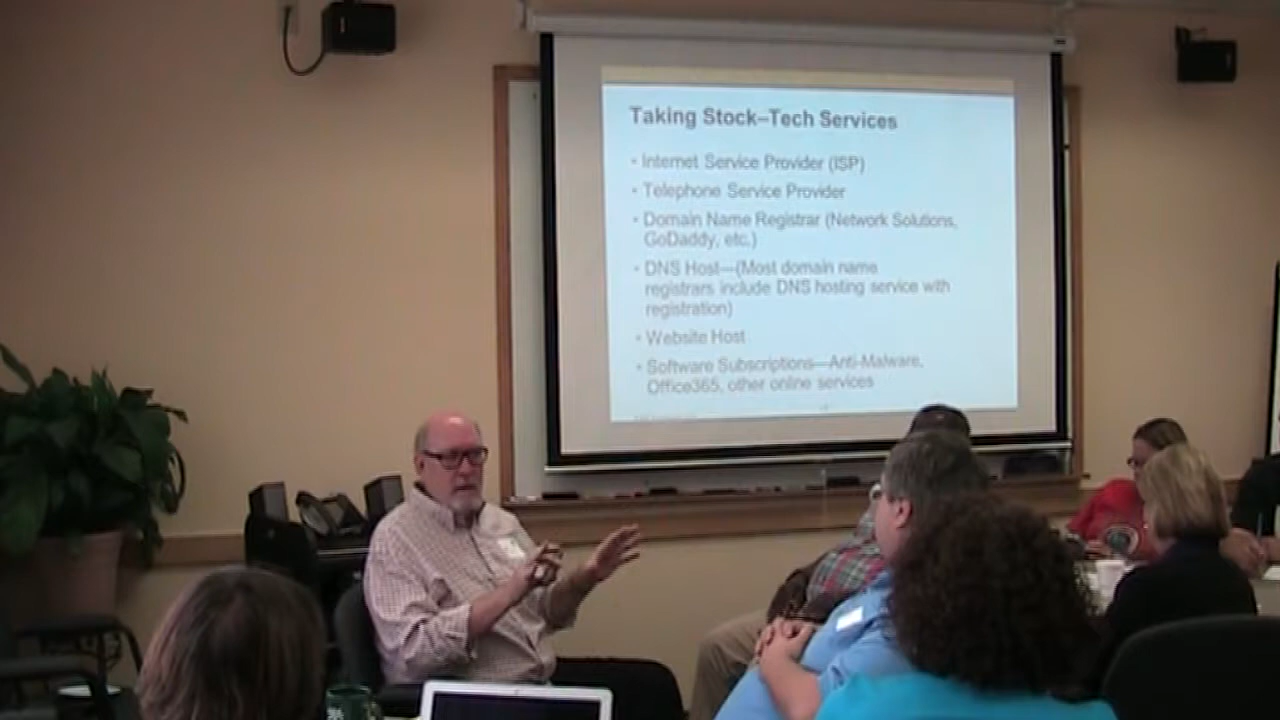 Taking Stock–Tech Services
• Internet Service Provider (ISP)
• Telephone Service Provider
• Domain Name Registrar (Network Solutions,
GoDaddy, etc.)
• DNS Host—(Most domain name
registrars include DNS hosting service with
registration)
• Website Host
• Software Subscriptions—Anti-Malware,
Office365, other online services